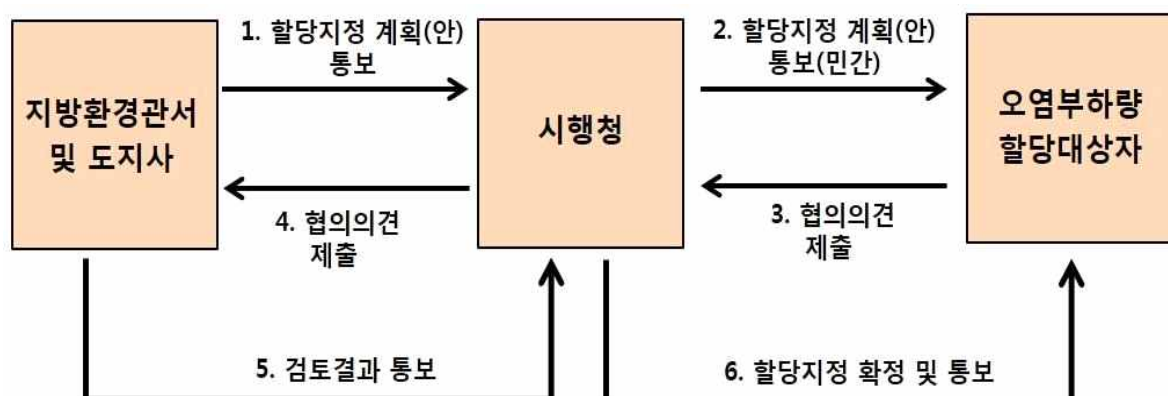 1. 할당지정 계획(안)
통보
2. 할당지정 계획(안)
통보(민간)
지방환경관서
및 도지사
시행청
오염부하량
할당대상자
4. 협의의견
제출
3. 협의의견
제출
5. 검토결과 통보
6. 할당지정 확정 및 통보